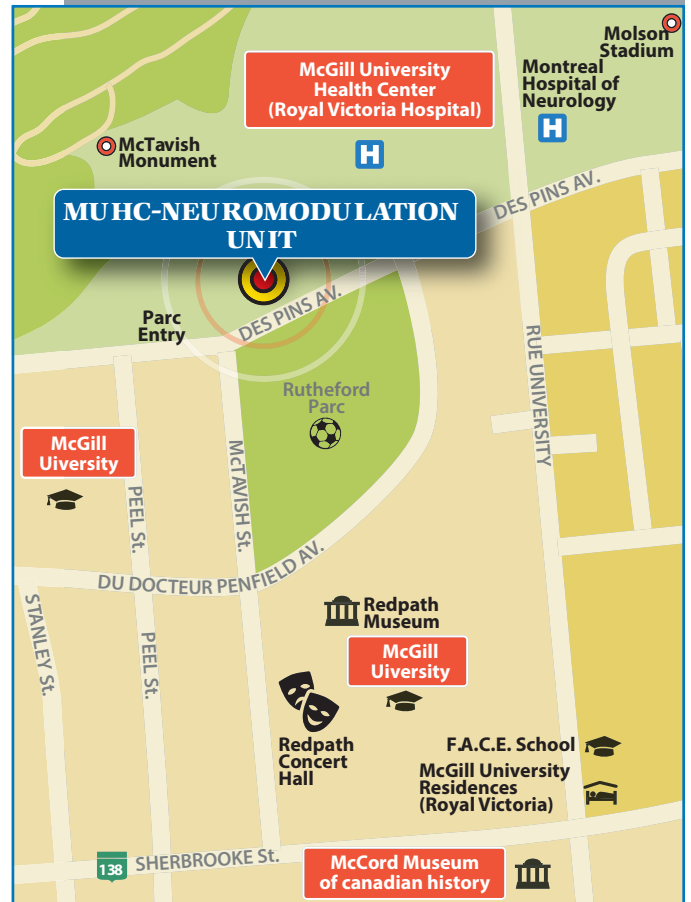 Molson
Stadium
McGill University
Health Center
(Royal Victoria Hospital)
Montreal
Hospital of
Neurology
H
H
McTavish
Monument
DES PINS AV.
MUHC-NEUROMODULATION
UNIT
Parc
Entry
DES PINS AV.
RUE UNIVERSITY
Rutheford
Parc
McGill
Uiversity
PEEL St.
McTAVISH St.
DU DOCTEUR PENFIELD AV.
STANLEY St.
PEEL St.
Redpath
Museum
McGill
Uiversity
Redpath
Concert
Hall
F.A.C.E. School
McGill University
Residences
(Royal Victoria)
138
SHERBROOKE St.
McCord Museum
of canadian history